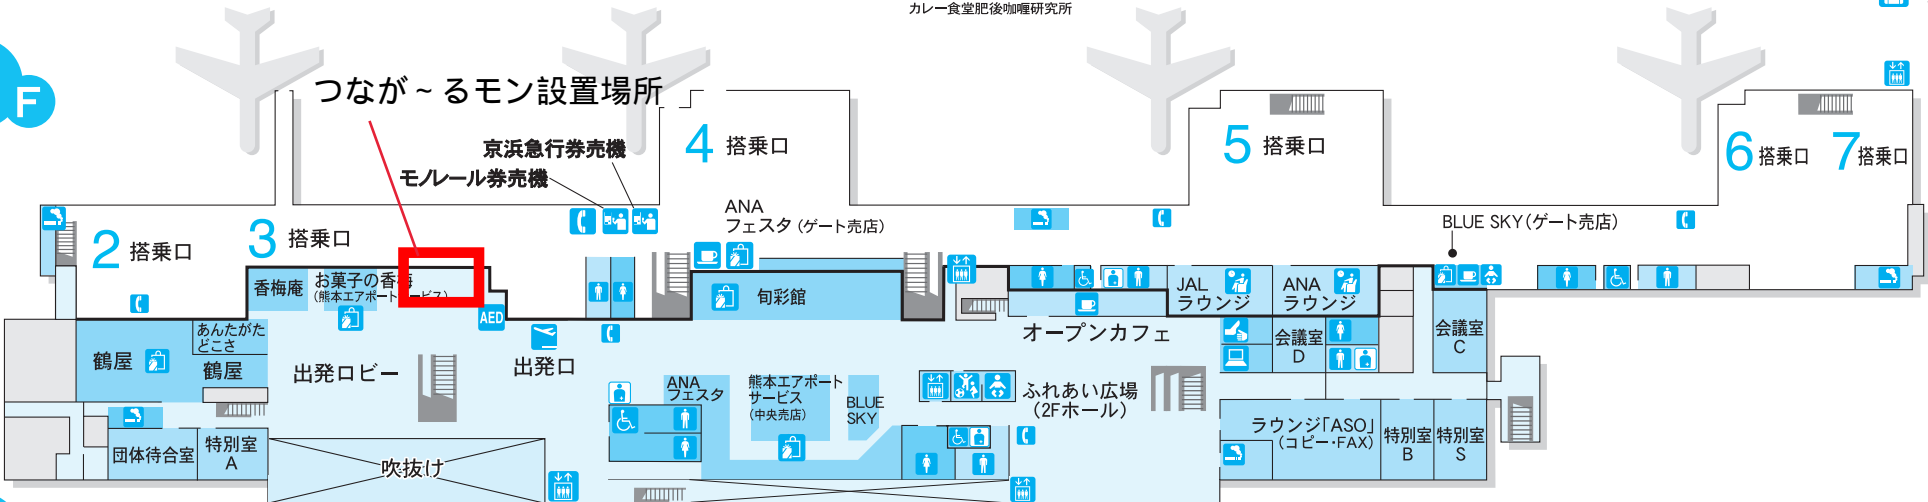 カレー食堂肥後咖喱研究所
F
つなが~るモン設置場所
京浜急行券売機
モノレール券売機
4 搭乗口
5 搭乗口
6 搭乗口
7 搭乗口
2 搭乗口
3 搭乗口
ANA
フェスタ(ゲート売店)
BLUE SKY(ゲート売店)
香梅庵
お菓子の香梅
(熊本エアポートサービス)
AED
旬彩館
JAL
ラウンジ
ANA
ラウンジ
オープンカフェ
会議室
D
会議室
C
鶴屋
あんたがた
どこさ
鶴屋
出発ロビー
出発口
ANA
フェスタ
熊本エアポート
サービス
(中央売店)
BLUE
SKY
ふれあい広場
(2Fホール)
ラウンジ「ASO」
(コピー・FAX)
特別室
B
特別室
S
団体待合室
特別室
A
吹抜け